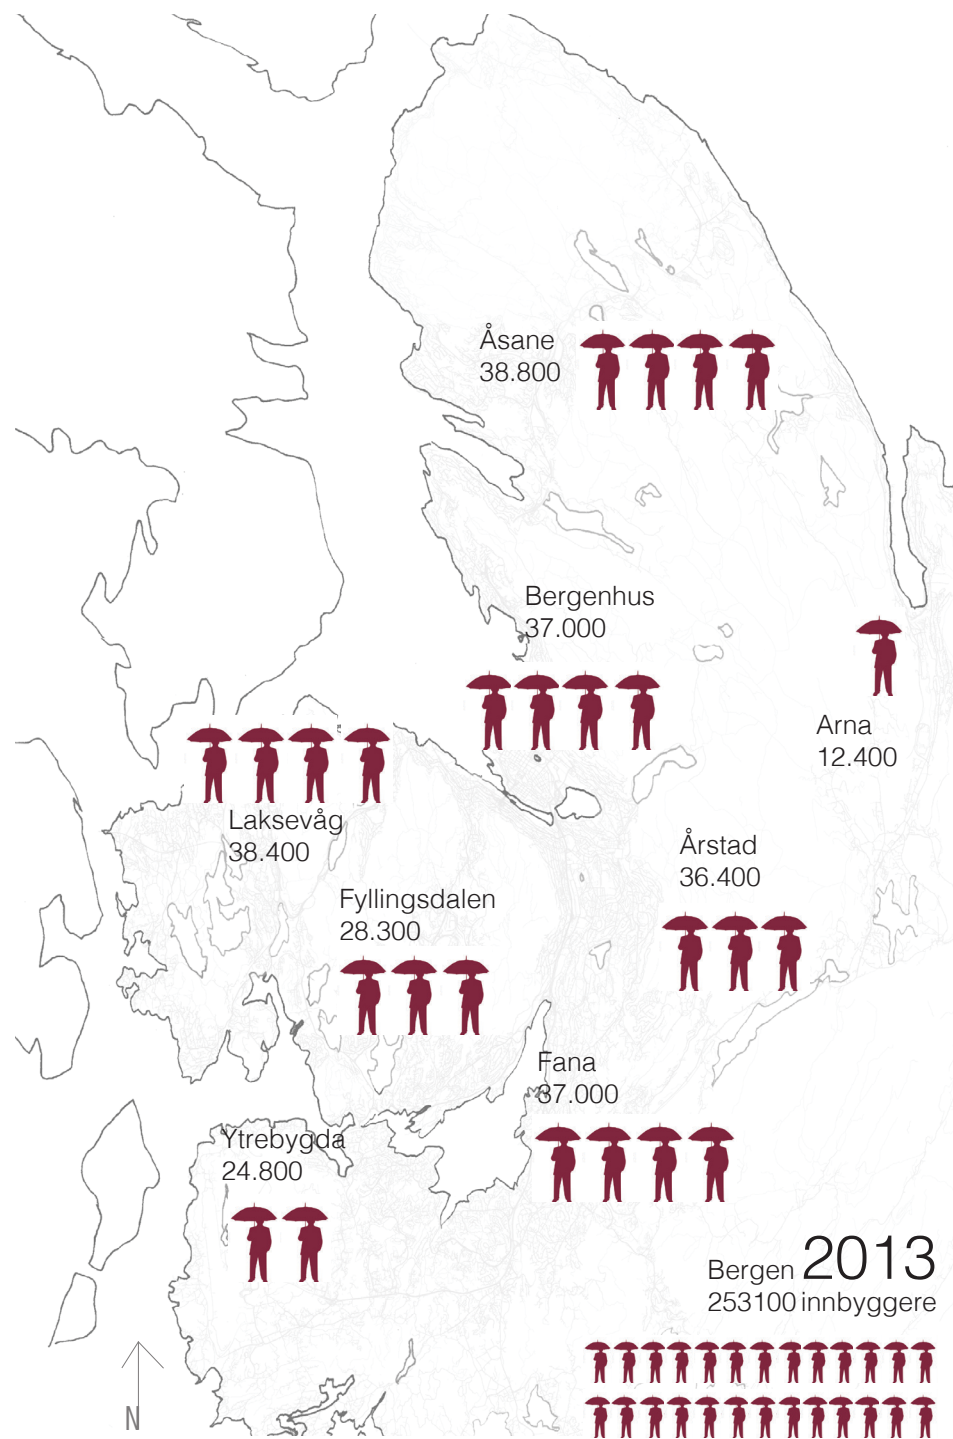 Åsane
38.800
Bergenhus
37.000
Arna
12.400
Laksevåg
38.400
Årstad
36.400
Fyllingsdalen
28.300
Fana
37.000
Ytrebygda
24.800
Bergen 2013
253100 innbyggere
N